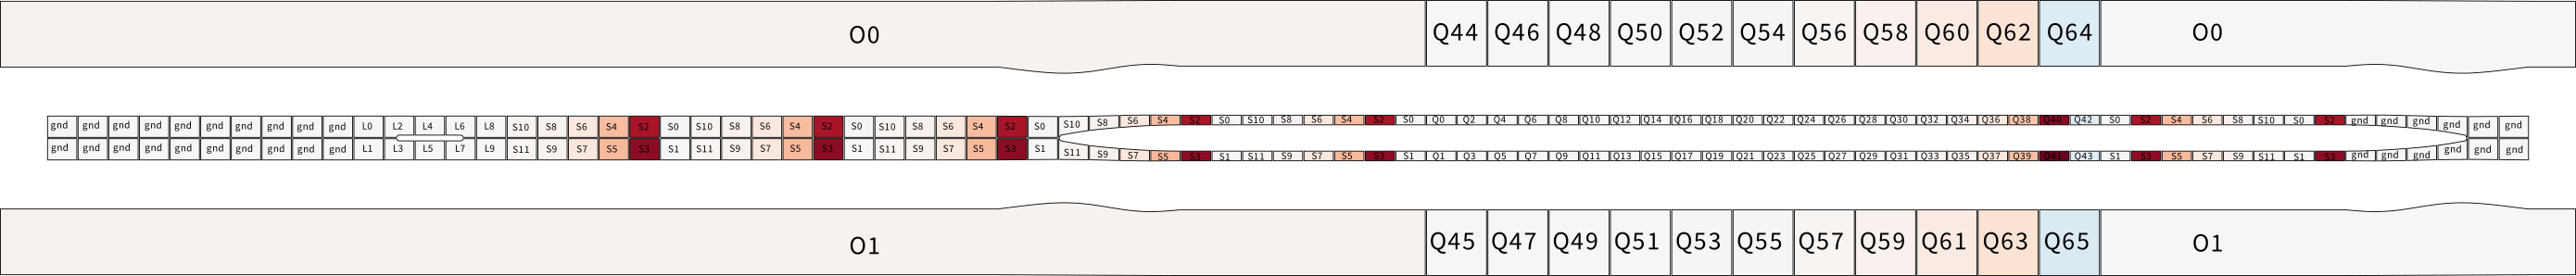 O0 Q44 Q46 Q48 Q50 Q52 Q54 Q56 Q58 Q60 Q62 Q64 O0
gnd gnd gnd gnd gnd gnd gnd gnd gnd gnd L0 L2 L4 L6 L8 S10 S8 S6 S4 S2 S0 S10 S8 S6 S4 S2 S0 S10 S8 S6 S4 S2 S0 S10 S8 S6 S4 S2 S0 S10 S8 S6 S4 S2 S0 Q0 Q2 Q4 Q6 Q8 Q10 Q12 Q14 Q16 Q18 Q20 Q22 Q24 Q26 Q28 Q30 Q32 Q34 Q36 Q38 Q40 Q42 S0 S2 S4 S6 S8 S10 S0 S2 gnd gnd gnd gnd gnd gnd
gnd gnd gnd gnd gnd gnd gnd gnd gnd gnd L1 L3 L5 L7 L9 S11 S9 S7 S5 S3 S1 S11 S9 S7 S5 S3 S1 S11 S9 S7 S5 S3 S1 S11 S9 S7 S5 S3 S1 S11 S9 S7 S5 S3 S1 Q1 Q3 Q5 Q7 Q9 Q11 Q13 Q15 Q17 Q19 Q21 Q23 Q25 Q27 Q29 Q31 Q33 Q35 Q37 Q39 Q41 Q43 S1 S3 S5 S7 S9 S11 S1 S3 gnd gnd gnd gnd gnd gnd
O1 Q45 Q47 Q49 Q51 Q53 Q55 Q57 Q59 Q61 Q63 Q65 O1